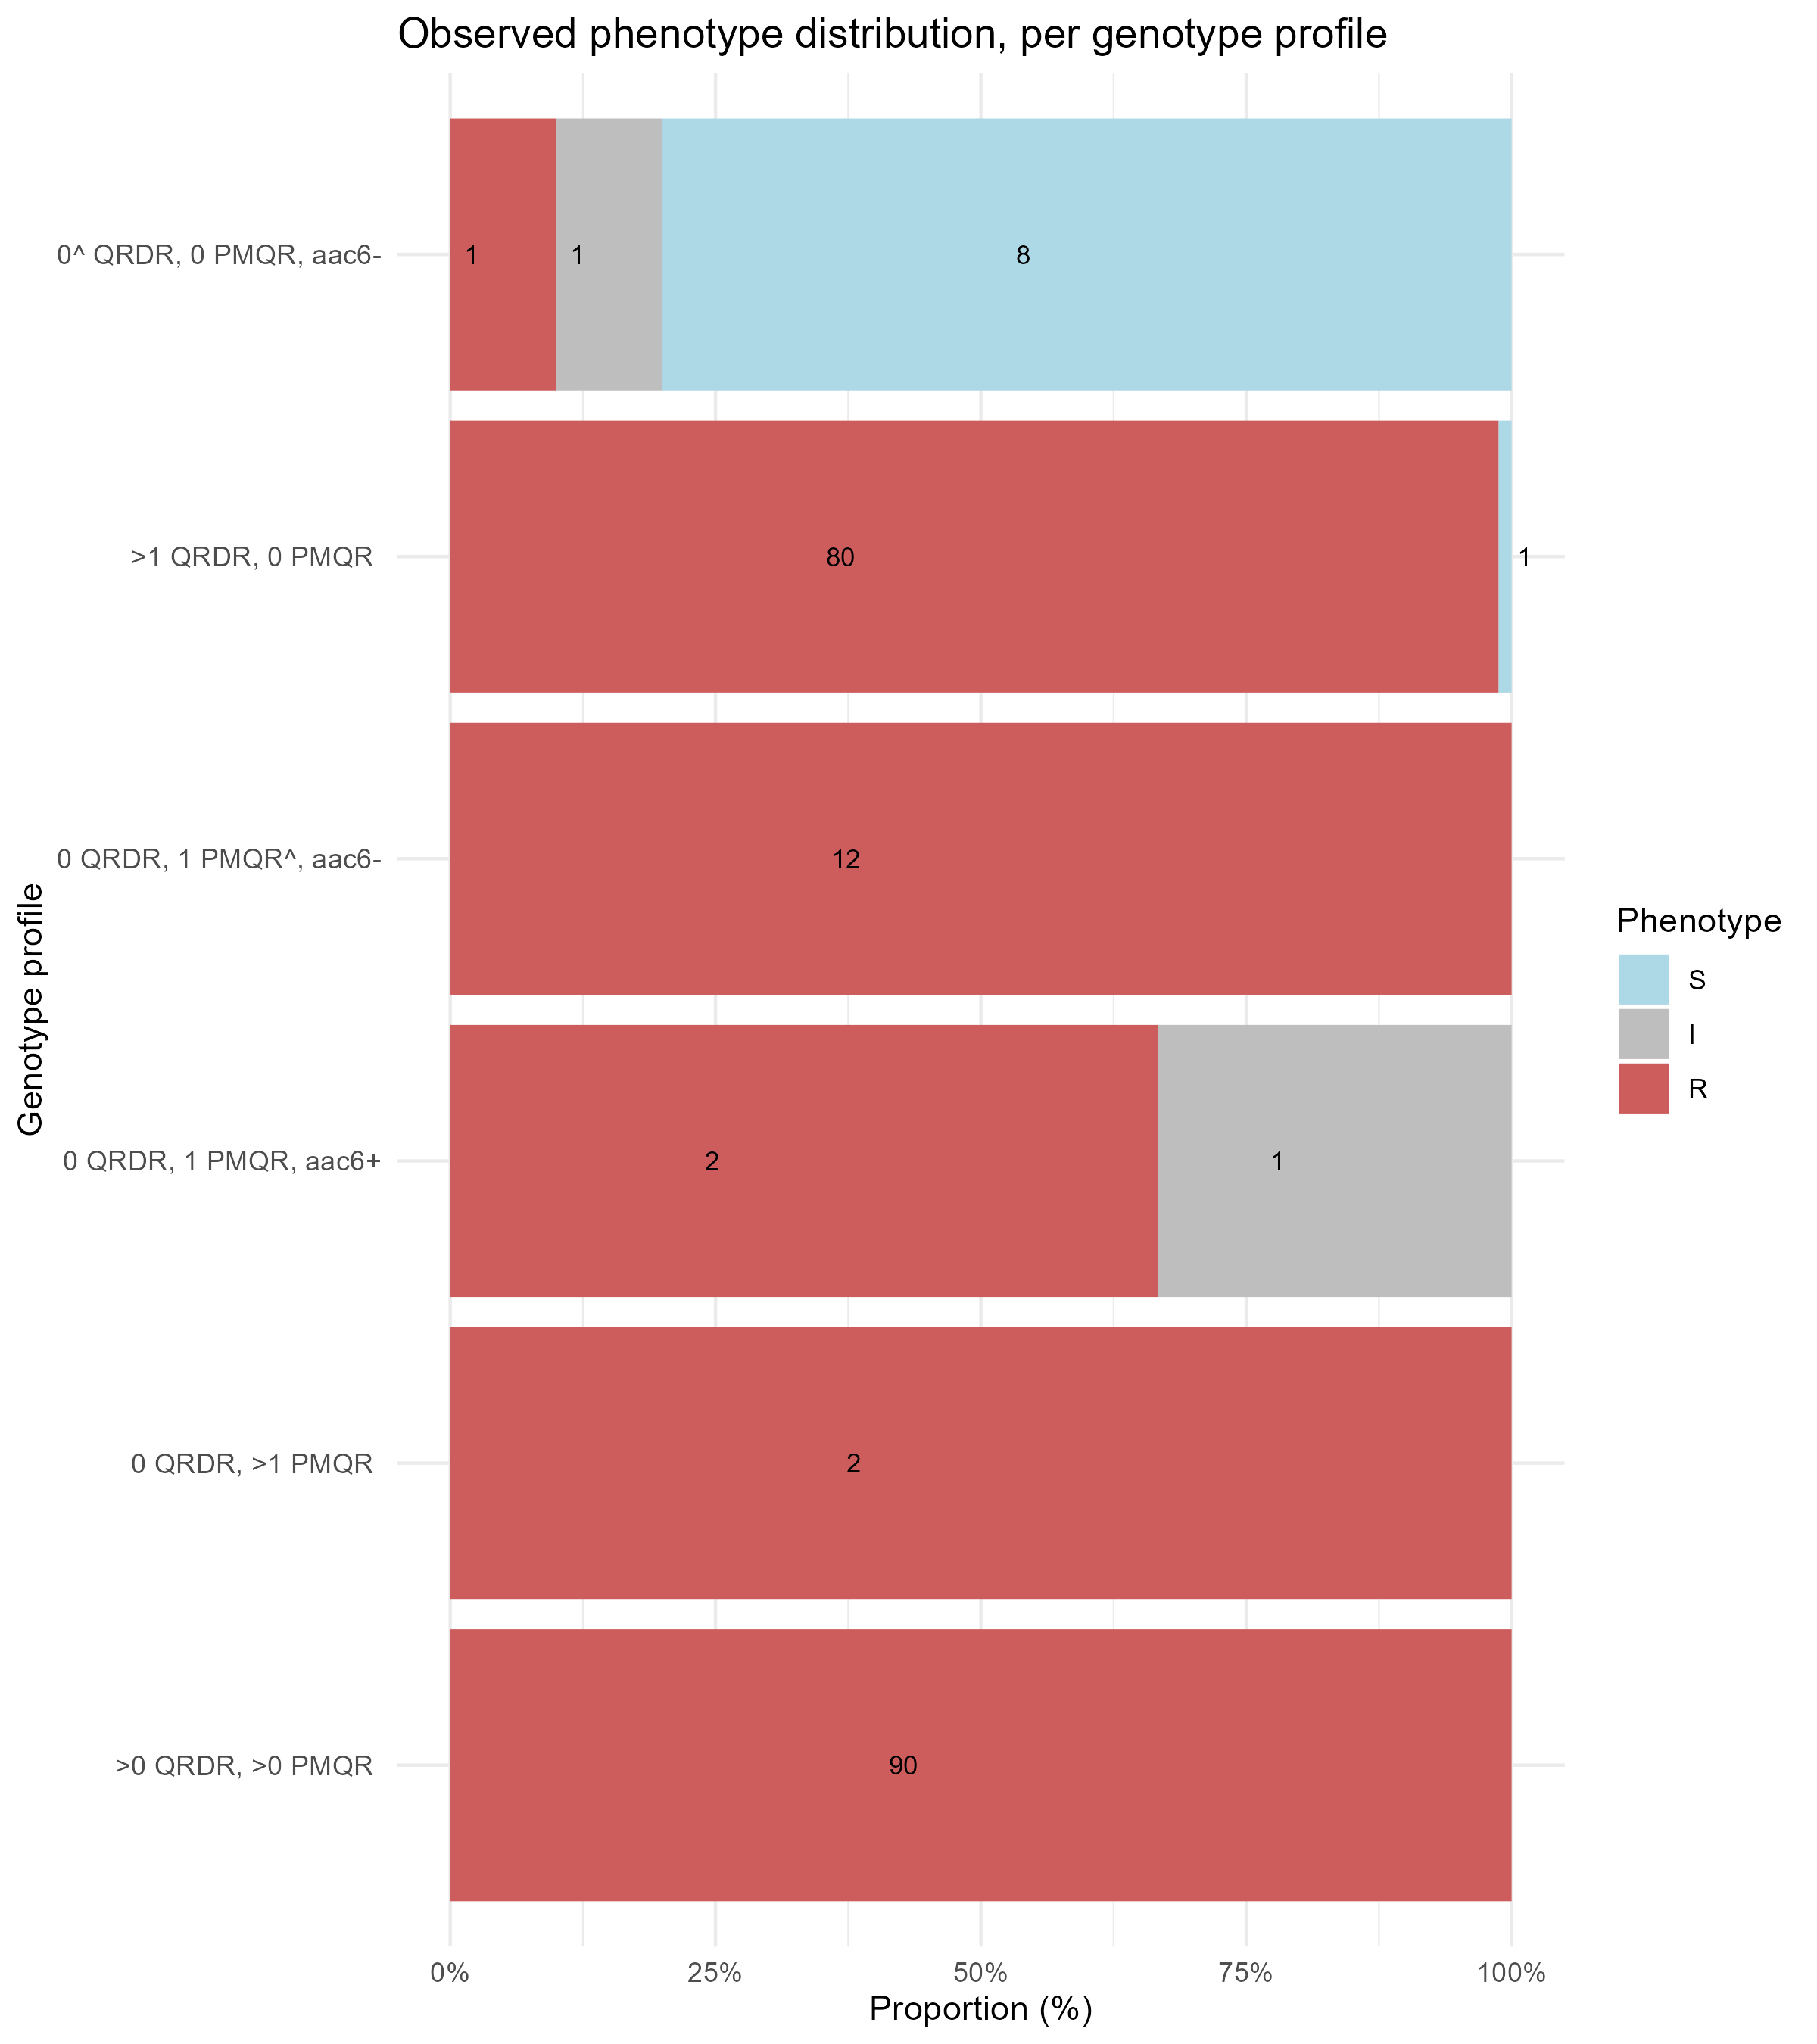 Observed phenotype distribution, per genotype profile
Genotype profile
0^ QRDR, 0 PMQR, aac6-
1
1
8
>1 QRDR, 0 PMQR
80
1
0 QRDR, 1 PMQR^, aac6-
12
0 QRDR, 1 PMQR, aac6+
2
1
0 QRDR, >1 PMQR
2
>0 QRDR, >0 PMQR
90
0%
25%
50%
75%
100%
Proportion (%)
Phenotype
S
I
R